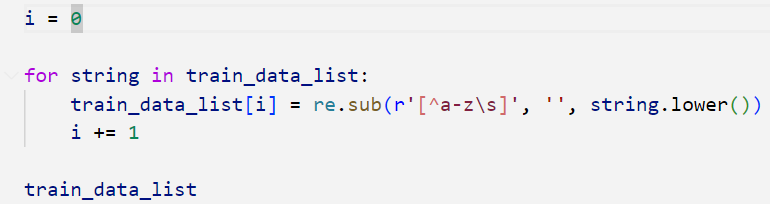 i = 0
for string in train_data_list:
    train_data_list[i] = re.sub(r'[^a-z\s]', '', string.lower())
    i += 1
train_data_list